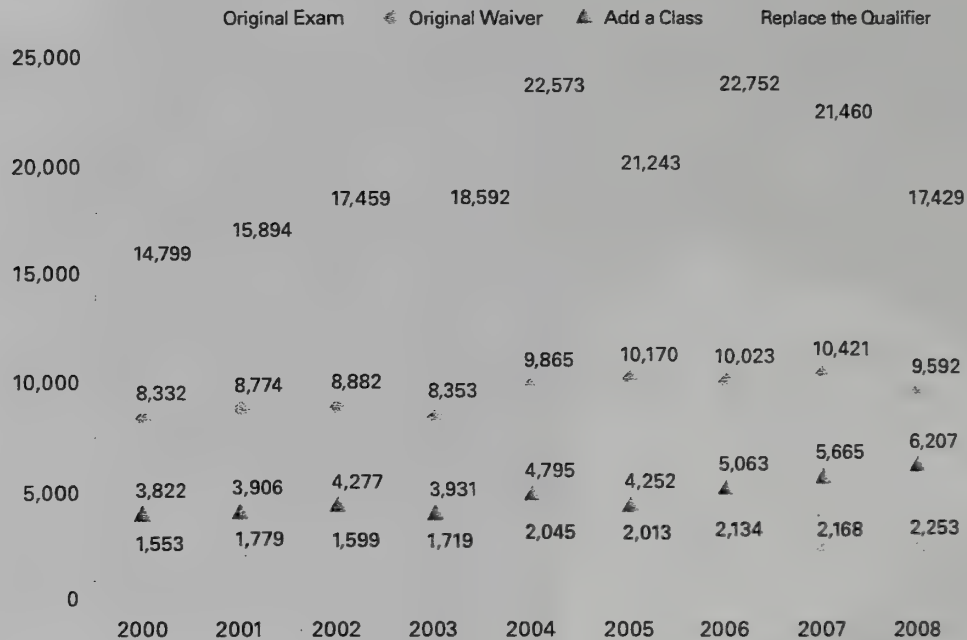 Original Exam Original Waiver Add a Class Replace the Qualifier
25,000
22,573 22,752
21,460
20,000
21,243
17,459 18,592 17,429
15,894
14,799
15,000
10,000
9,865 10,170 10,023 10,421 9,592
8,332 8,774 8,882 8,353
5,000
3,822 3,906 4,277 3,931 4,795 4,252 5,063 5,665 6,207
1,553 1,779 1,599 1,719 2,045 2,013 2,134 2,168 2,253
0
2000 2001 2002 2003 2004 2005 2006 2007 2008